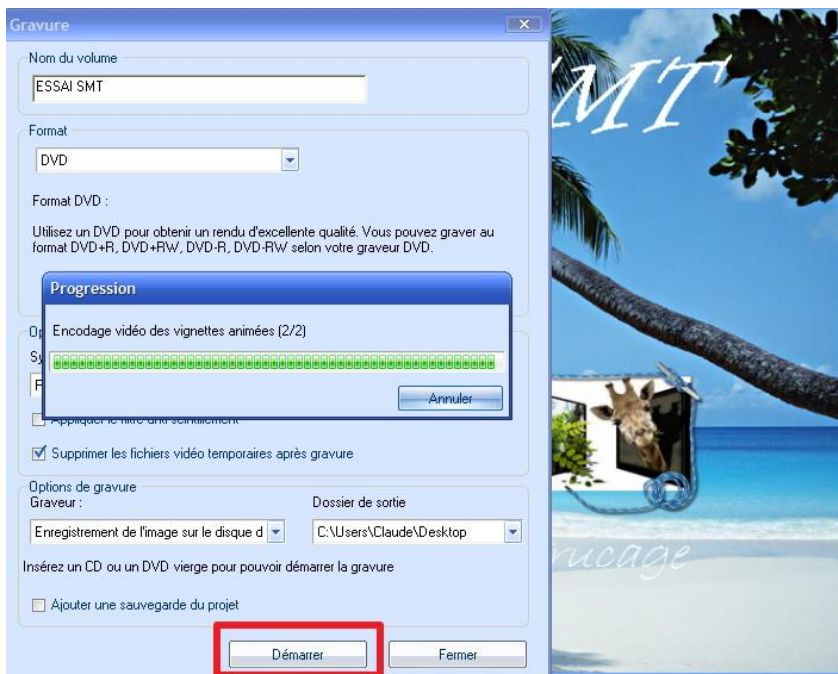 Gravure
Nom du volume
ESSAI SMT
Format
DVD
Format DVD :
Utilisez un DVD pour obtenir un rendu d'excellente qualité. Vous pouvez graver au
format DVD+R, DVD+RW, DVD-R, DVD-RW selon votre graveur DVD.
Progression
Encodage vidéo des vignettes animées (2/2)
Annuler
Supprimer les fichiers vidéo temporaires après gravure
Options de gravure
Graveur :
Dossier de sortie
Enregistrement de l'image sur le disque d
C:\Users\Claude\Desktop
Insérez un CD ou un DVD vierge pour pouvoir démarrer la gravure
Ajouter une sauvegarde du projet
Démarrer
Fermer
SMT